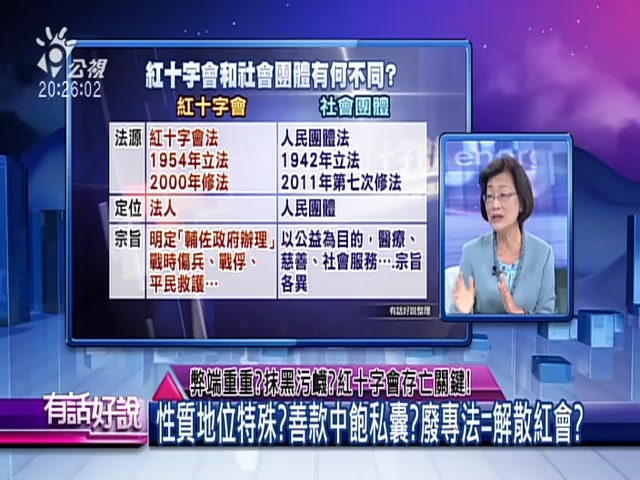 公視
20:26:02
紅十字會和社會團體有何不同?
紅十字會 社會團體
法源 紅十字會法 人民團體法
1954年立法 1942年立法
2000年修法 2011年第七次修法
定位 法人 人民團體
宗旨 明定「輔佐政府辦理」 以公益為目的，醫療、
戰時傷兵、戰俘、 慈善、社會服務…宗旨
平民救護… 各異
有話好說整理
弊端重重?抹黑污衊?紅十字會存亡關鍵!
有話好說
性質地位特殊?善款中飽私囊?廢專法=解散紅會?